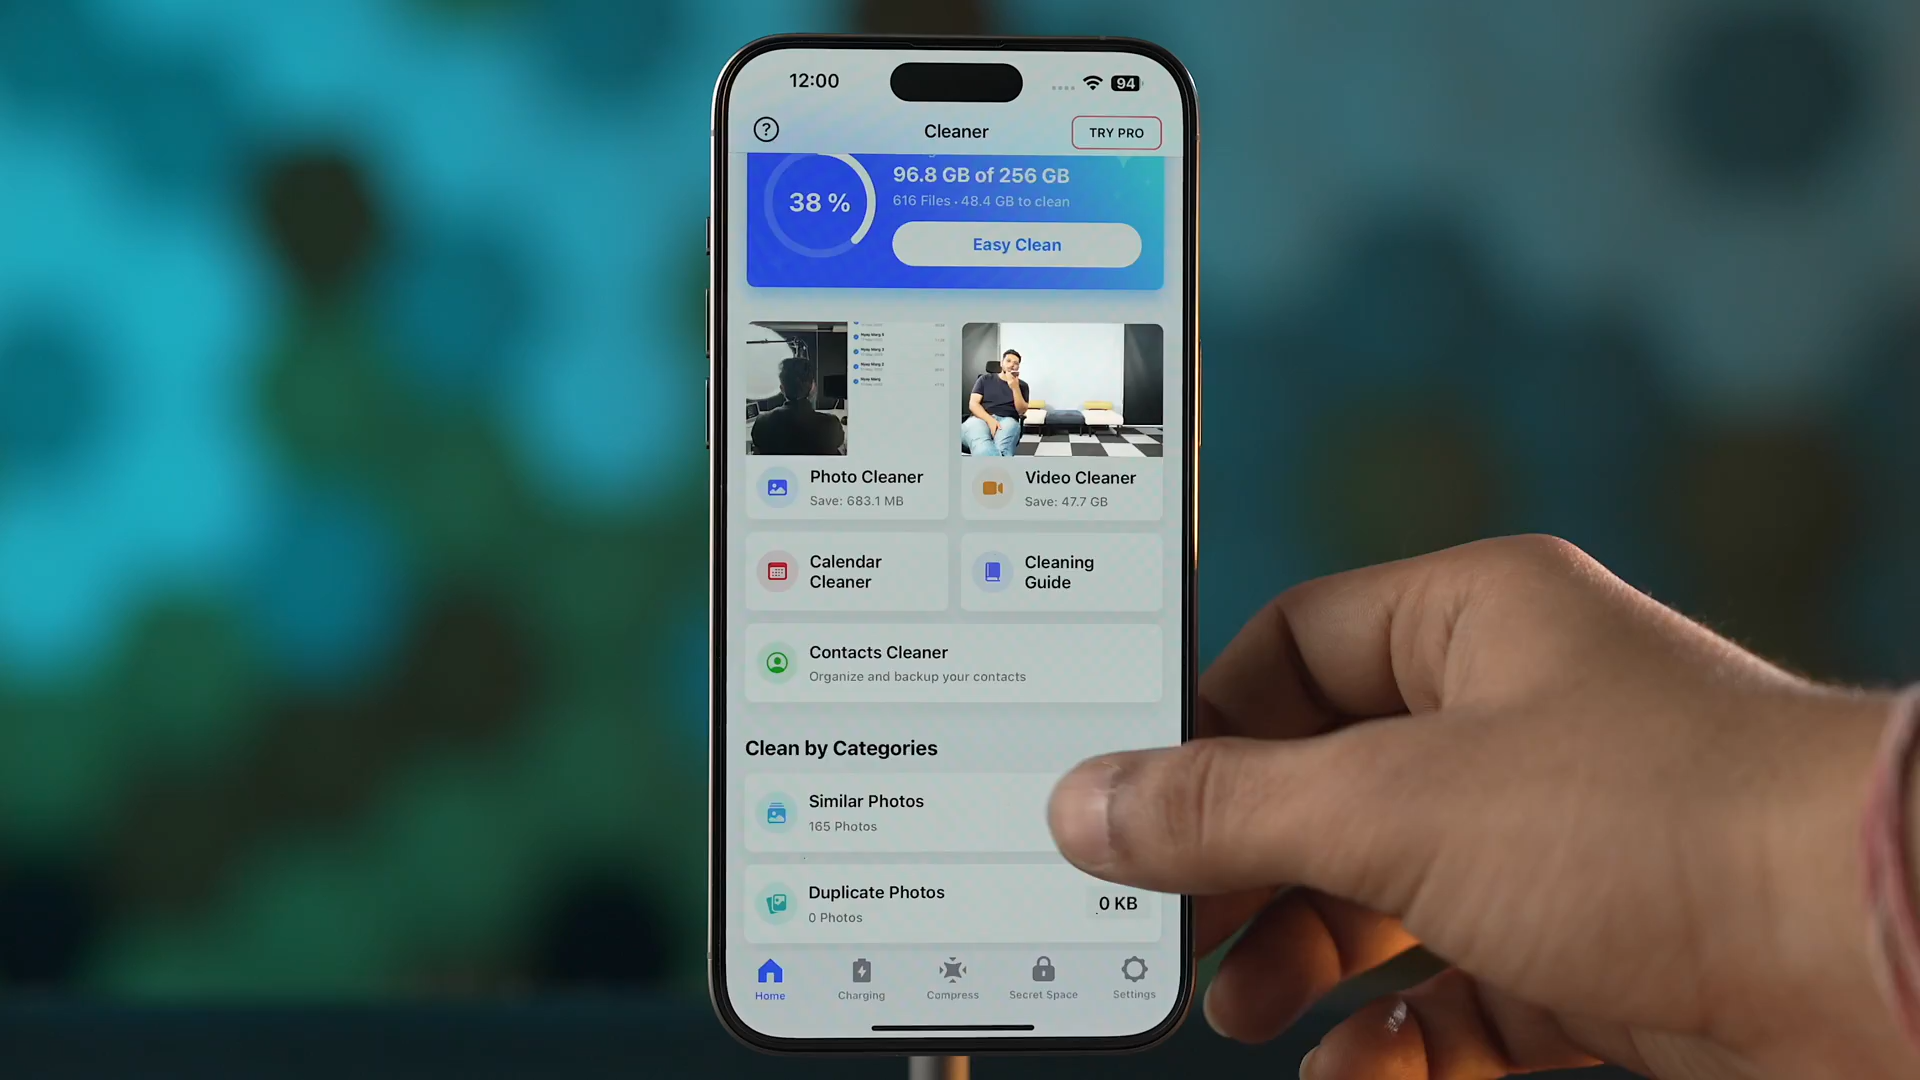 12:00
94
?
Cleaner
TRY PRO
38 %
96.8 GB of 256 GB
616 Files • 48.4 GB to clean
Easy Clean
Photo Cleaner
Save: 683.1 MB
Video Cleaner
Save: 47.7 GB
Calendar
Cleaner
Cleaning
Guide
Contacts Cleaner
Organize and backup your contacts
Clean by Categories
Similar Photos
165 Photos
Duplicate Photos
0 Photos
0 KB
Home
Charging
Compress
Secret Space
Settings